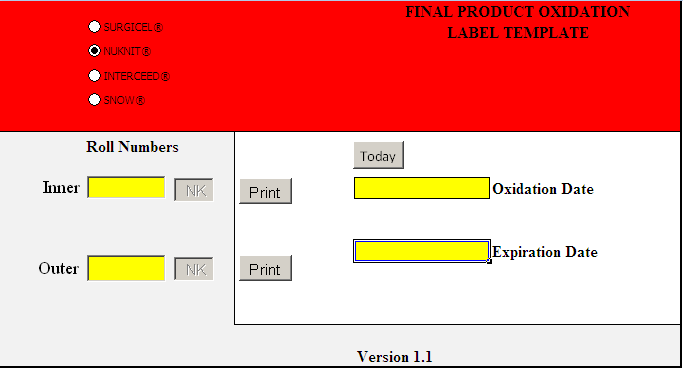 FINAL PRODUCT OXIDATION
LABEL TEMPLATE
SURGICEL®
NUKNIT®
INTERCEED®
SNOW®
Roll Numbers
Today
Inner NK Print Oxidation Date
Expiration Date
Outer NK Print
Version 1.1